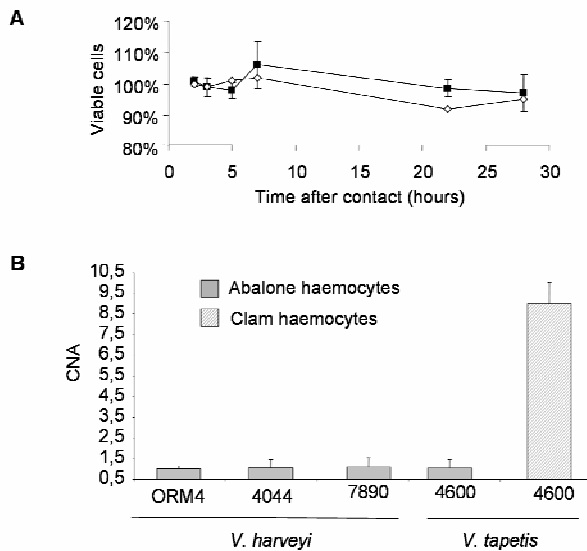 A
120%
110%
100%
90%
80%
Viable cells
0 5 10 15 20 25 30
Time after contact (hours)
B
10,5
9,5
8,5
7,5
6,5
5,5
4,5
3,5
2,5
1,5
0,5
CNA
Abalone haemocytes
Clam haemocytes
ORM4 4044 7890 4600 4600
V. harveyi V. tapetis